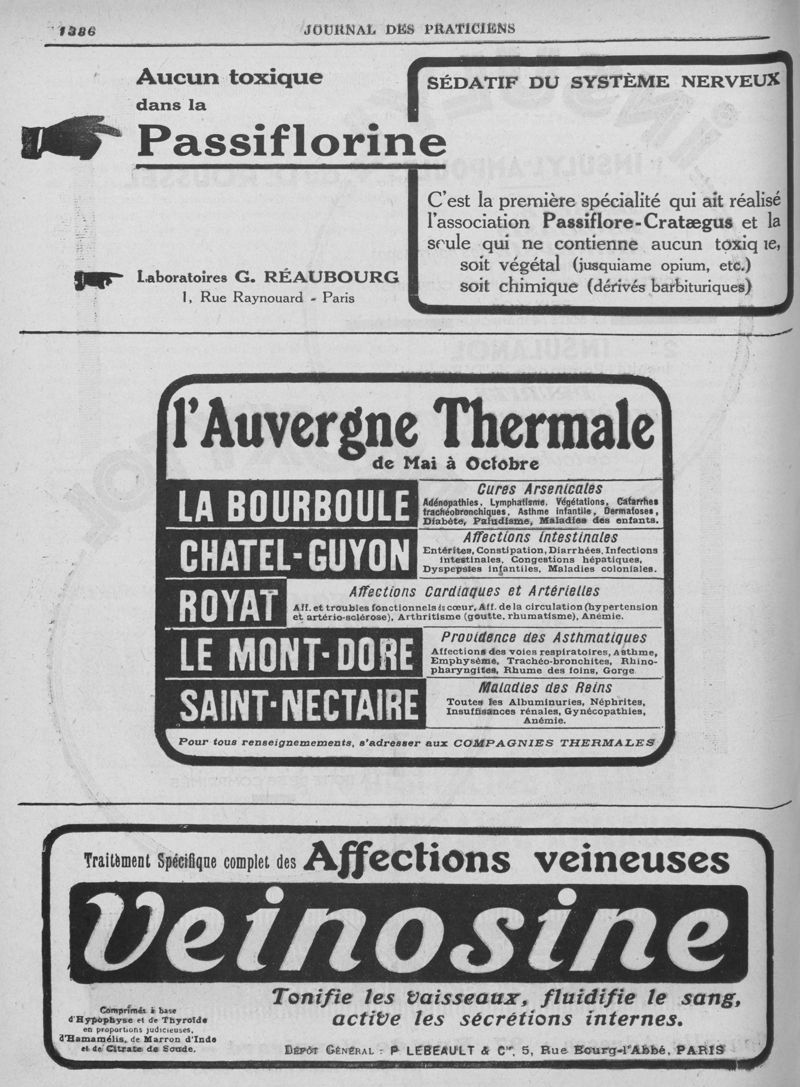 1386
JOURNAL DES PRATICIENS
Aucun toxique
dans la
Passiflorine
Laboratoires G. RÉAUBOURG
1, Rue Raynouard - Paris
SÉDATIF DU SYSTÈME NERVEUX
C'est la première spécialité qui ait réalisé
l'association Passiflore-Cratægus et la
seule qui ne contienne aucun toxiq ie,
soit végétal (jusquiame opium, etc.)
soit chimique (dérivés barbituriques)
l'Auvergne Thermale
de Mai à Octobre
LA BOURBOULE
Cures Arsenicales
Adénopathies, Lymphatisme, Végétations, Catarrhes
trachéobronchiques, Asthme infantile, Dermatoses,
Diabète, Paludisme, Maladies des enfants.
CHATEL-GUYON
Affections Intestinales
Entérites, Constipation, Diarrhées, Infections
intestinales, Congestions hépatiques,
Dyspepsies infantiles, Maladies coloniales.
ROYAT
Affections Cardiaques et Artérielles
Aff. et troubles fonctionnels du cœur, Aff. de la circulation (hypertension
et artério-sclérose), Arthritisme (goutte, rhumatisme), Anémie.
LE MONT-DORE
Providence des Asthmatiques
Affections des voies respiratoires, Asthme,
Emphysème, Trachéo-bronchites, Rhino-
pharyngites, Rhume des foins, Gorge
SAINT-NECTAIRE
Maladies des Reins
Toutes les Albuminuries, Néphrites,
Insuffisances rénales, Gynécopathies,
Anémie.
Pour tous renseignemements, s'adresser aux COMPAGNIES THERMALES
Traitement Spécifique complet des Affections veineuses
Veinosine
Comprimés à base
d'Hypophyse et de Thyroïde
en proportions judicieuses,
d'Hamamélis, de Marron d'Inde
et de Citrate de Soude.
Tonifie les vaisseaux, fluidifie le sang,
active les sécrétions internes.
DÉPÔT GÉNÉRAL : P LEBEAULT & Cie, 5, Rue Bourg-l'Abbé, PARIS